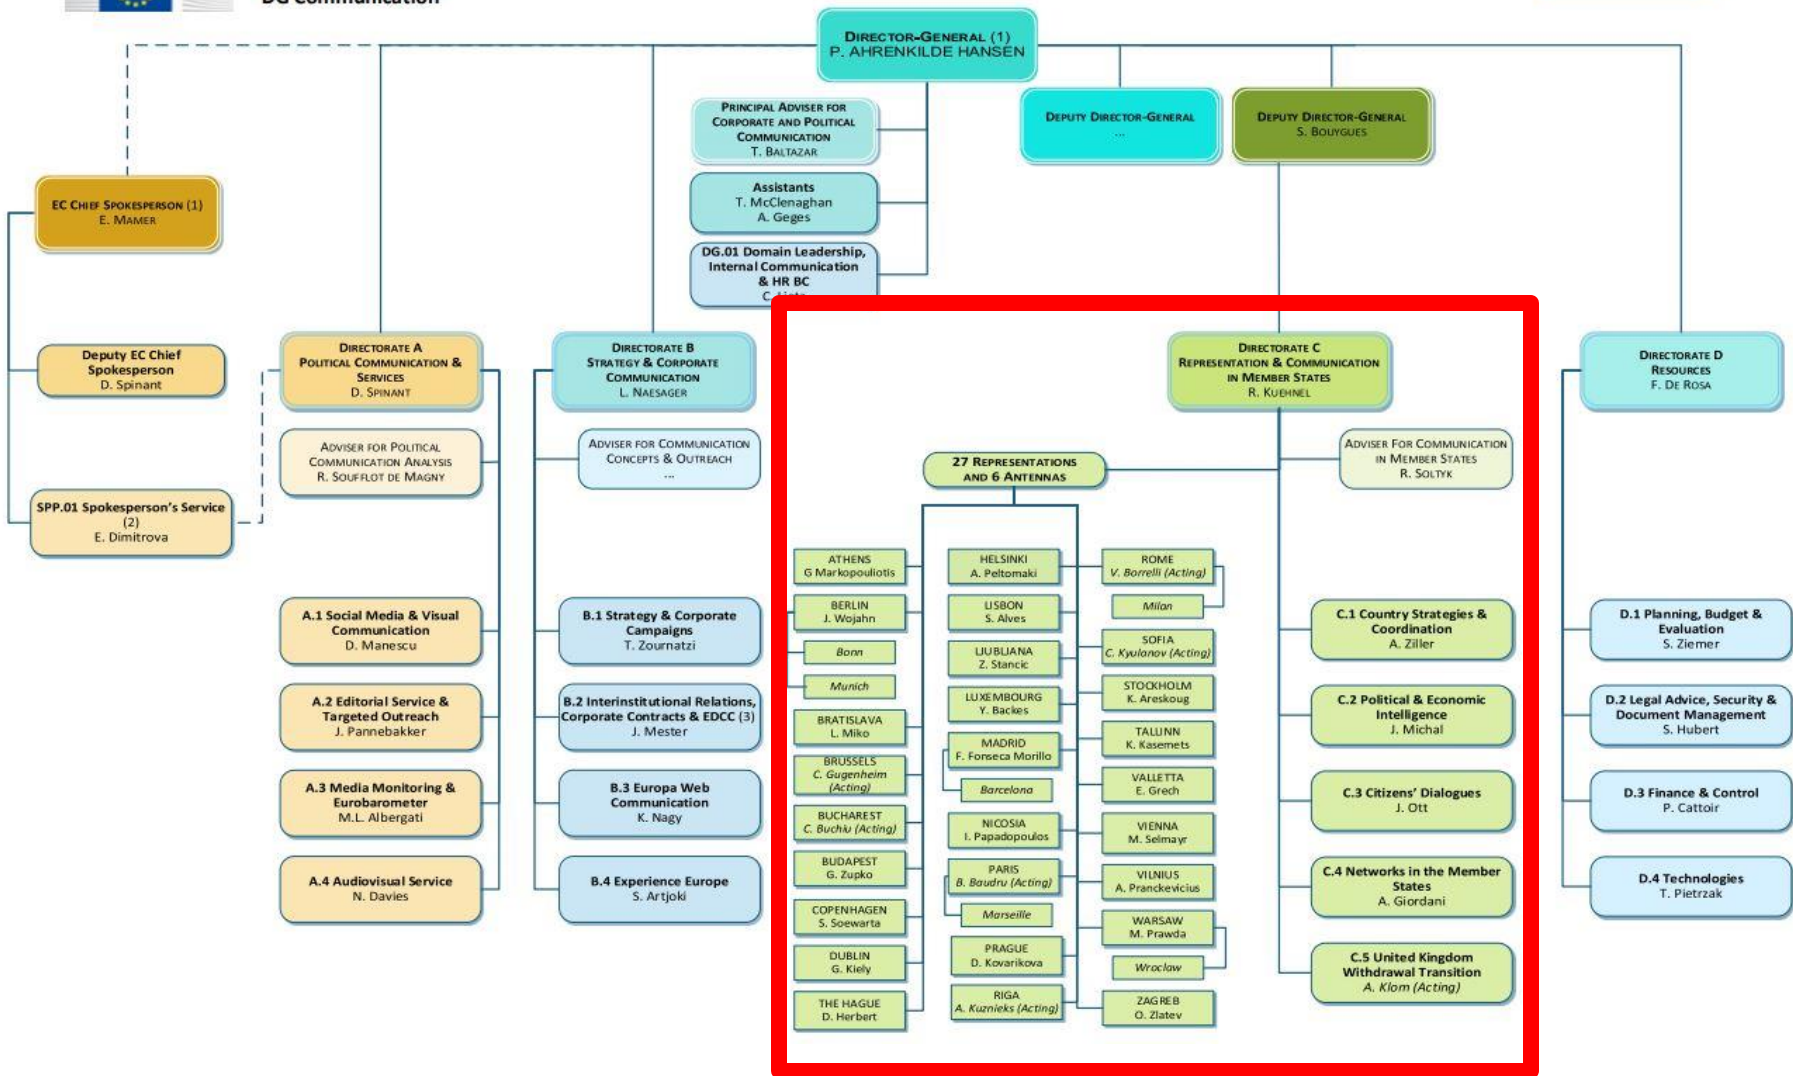 DG Communication
DIRECTOR-GENERAL (1)
P. AHRENKILDE HANSEN
PRINCIPAL ADVISER FOR
CORPORATE AND POLITICAL
COMMUNICATION
T. BALTAZAR
Assistants
T. McClenaghan
A. Geges
DG.01 Domain Leadership,
Internal Communication
& HR BC
DEPUTY DIRECTOR-GENERAL
...
DEPUTY DIRECTOR-GENERAL
S. BOUYGUES
EC CHIEF SPOKESPERSON (1)
E. MAMER
Deputy EC Chief
Spokesperson
D. Spinant
SPP.01 Spokesperson's Service
(2)
E. Dimitrova
DIRECTORATE A
POLITICAL COMMUNICATION &
SERVICES
D. SPINANT
ADVISER FOR POLITICAL
COMMUNICATION ANALYSIS
R. SOUFFLOT DE MAGNY
A.1 Social Media & Visual
Communication
D. Manescu
A.2 Editorial Service &
Targeted Outreach
J. Pannebakker
A.3 Media Monitoring &
Eurobarometer
M.L. Albergati
A.4 Audiovisual Service
N. Davies
DIRECTORATE B
STRATEGY & CORPORATE
COMMUNICATION
L. NAESAGER
ADVISER FOR COMMUNICATION
CONCEPTS & OUTREACH
...
B.1 Strategy & Corporate
Campaigns
T. Zournatzi
B.2 Interinstitutional Relations,
Corporate Contracts & EDCC (3)
J. Mester
B.3 Europa Web
Communication
K. Nagy
B.4 Experience Europe
S. Artjoki
DIRECTORATE C
REPRESENTATION & COMMUNICATION
IN MEMBER STATES
R. KUEHNEL
ADVISER FOR COMMUNICATION
IN MEMBER STATES
R. SOLTYK
27 REPRESENTATIONS
AND 6 ANTENNAS
ATHENS
G Markopouliotis
BERLIN
J. Wojahn
Bonn
Munich
BRATISLAVA
L. Miko
BRUSSELS
C. Gugenheim
(Acting)
BUCHAREST
C. Buchiu (Acting)
BUDAPEST
G. Zupko
COPENHAGEN
S. Soewarta
DUBLIN
G. Kiely
THE HAGUE
D. Herbert
HELSINKI
A. Peltomaki
LISBON
S. Alves
LJUBLJANA
Z. Stancic
LUXEMBOURG
Y. Backes
MADRID
F. Fonseca Morillo
Barcelona
NICOSIA
I. Papadopoulos
PARIS
B. Baudru (Acting)
Marseille
PRAGUE
D. Kovarikova
RIGA
A. Kuznieks (Acting)
ROME
V. Borrelli (Acting)
Milan
SOFIA
C. Kyulanov (Acting)
STOCKHOLM
K. Areskoug
TALLINN
K. Kasemets
VALLETTA
E. Grech
VIENNA
M. Selmayr
VILNIUS
A. Pranckevicius
WARSAW
M. Prawda
Wroclaw
ZAGREB
O. Zlatev
C.1 Country Strategies &
Coordination
A. Ziller
C.2 Political & Economic
Intelligence
J. Michal
C.3 Citizens' Dialogues
J. Ott
C.4 Networks in the Member
States
A. Giordani
C.5 United Kingdom
Withdrawal Transition
A. Klom (Acting)
DIRECTORATE D
RESOURCES
F. DE ROSA
D.1 Planning, Budget &
Evaluation
S. Ziemer
D.2 Legal Advice, Security &
Document Management
S. Hubert
D.3 Finance & Control
P. Cattoir
D.4 Technologies
T. Pietrzak